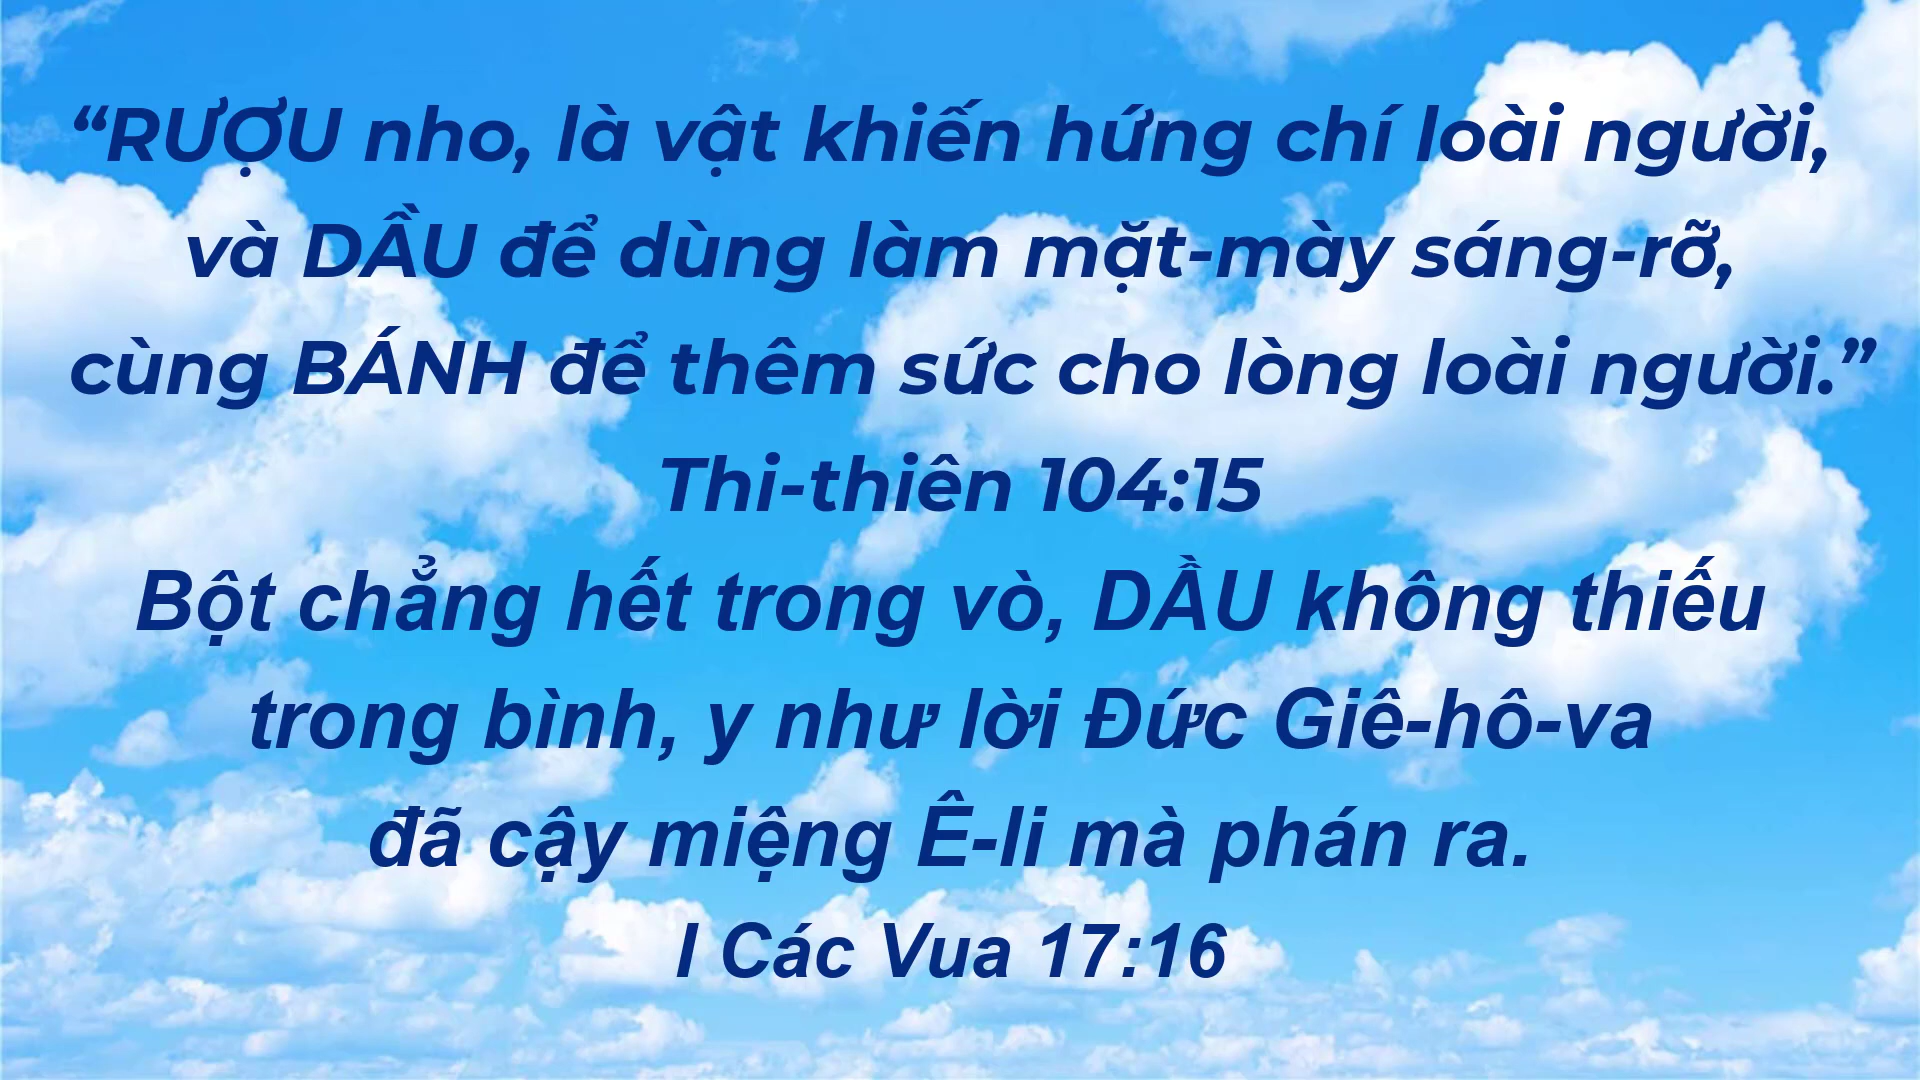 “RƯỢU nho, là vật khiến hứng chí loài người,
và DẦU để dùng làm mặt-mày sáng-rỡ,
cùng BÁNH để thêm sức cho lòng loài người.”
Thi-thiên 104:15
Bột chẳng hết trong vò, DẦU không thiếu
trong bình, y như lời Đức Giê-hô-va
đã cậy miệng Ê-li mà phán ra.
I Các Vua 17:16